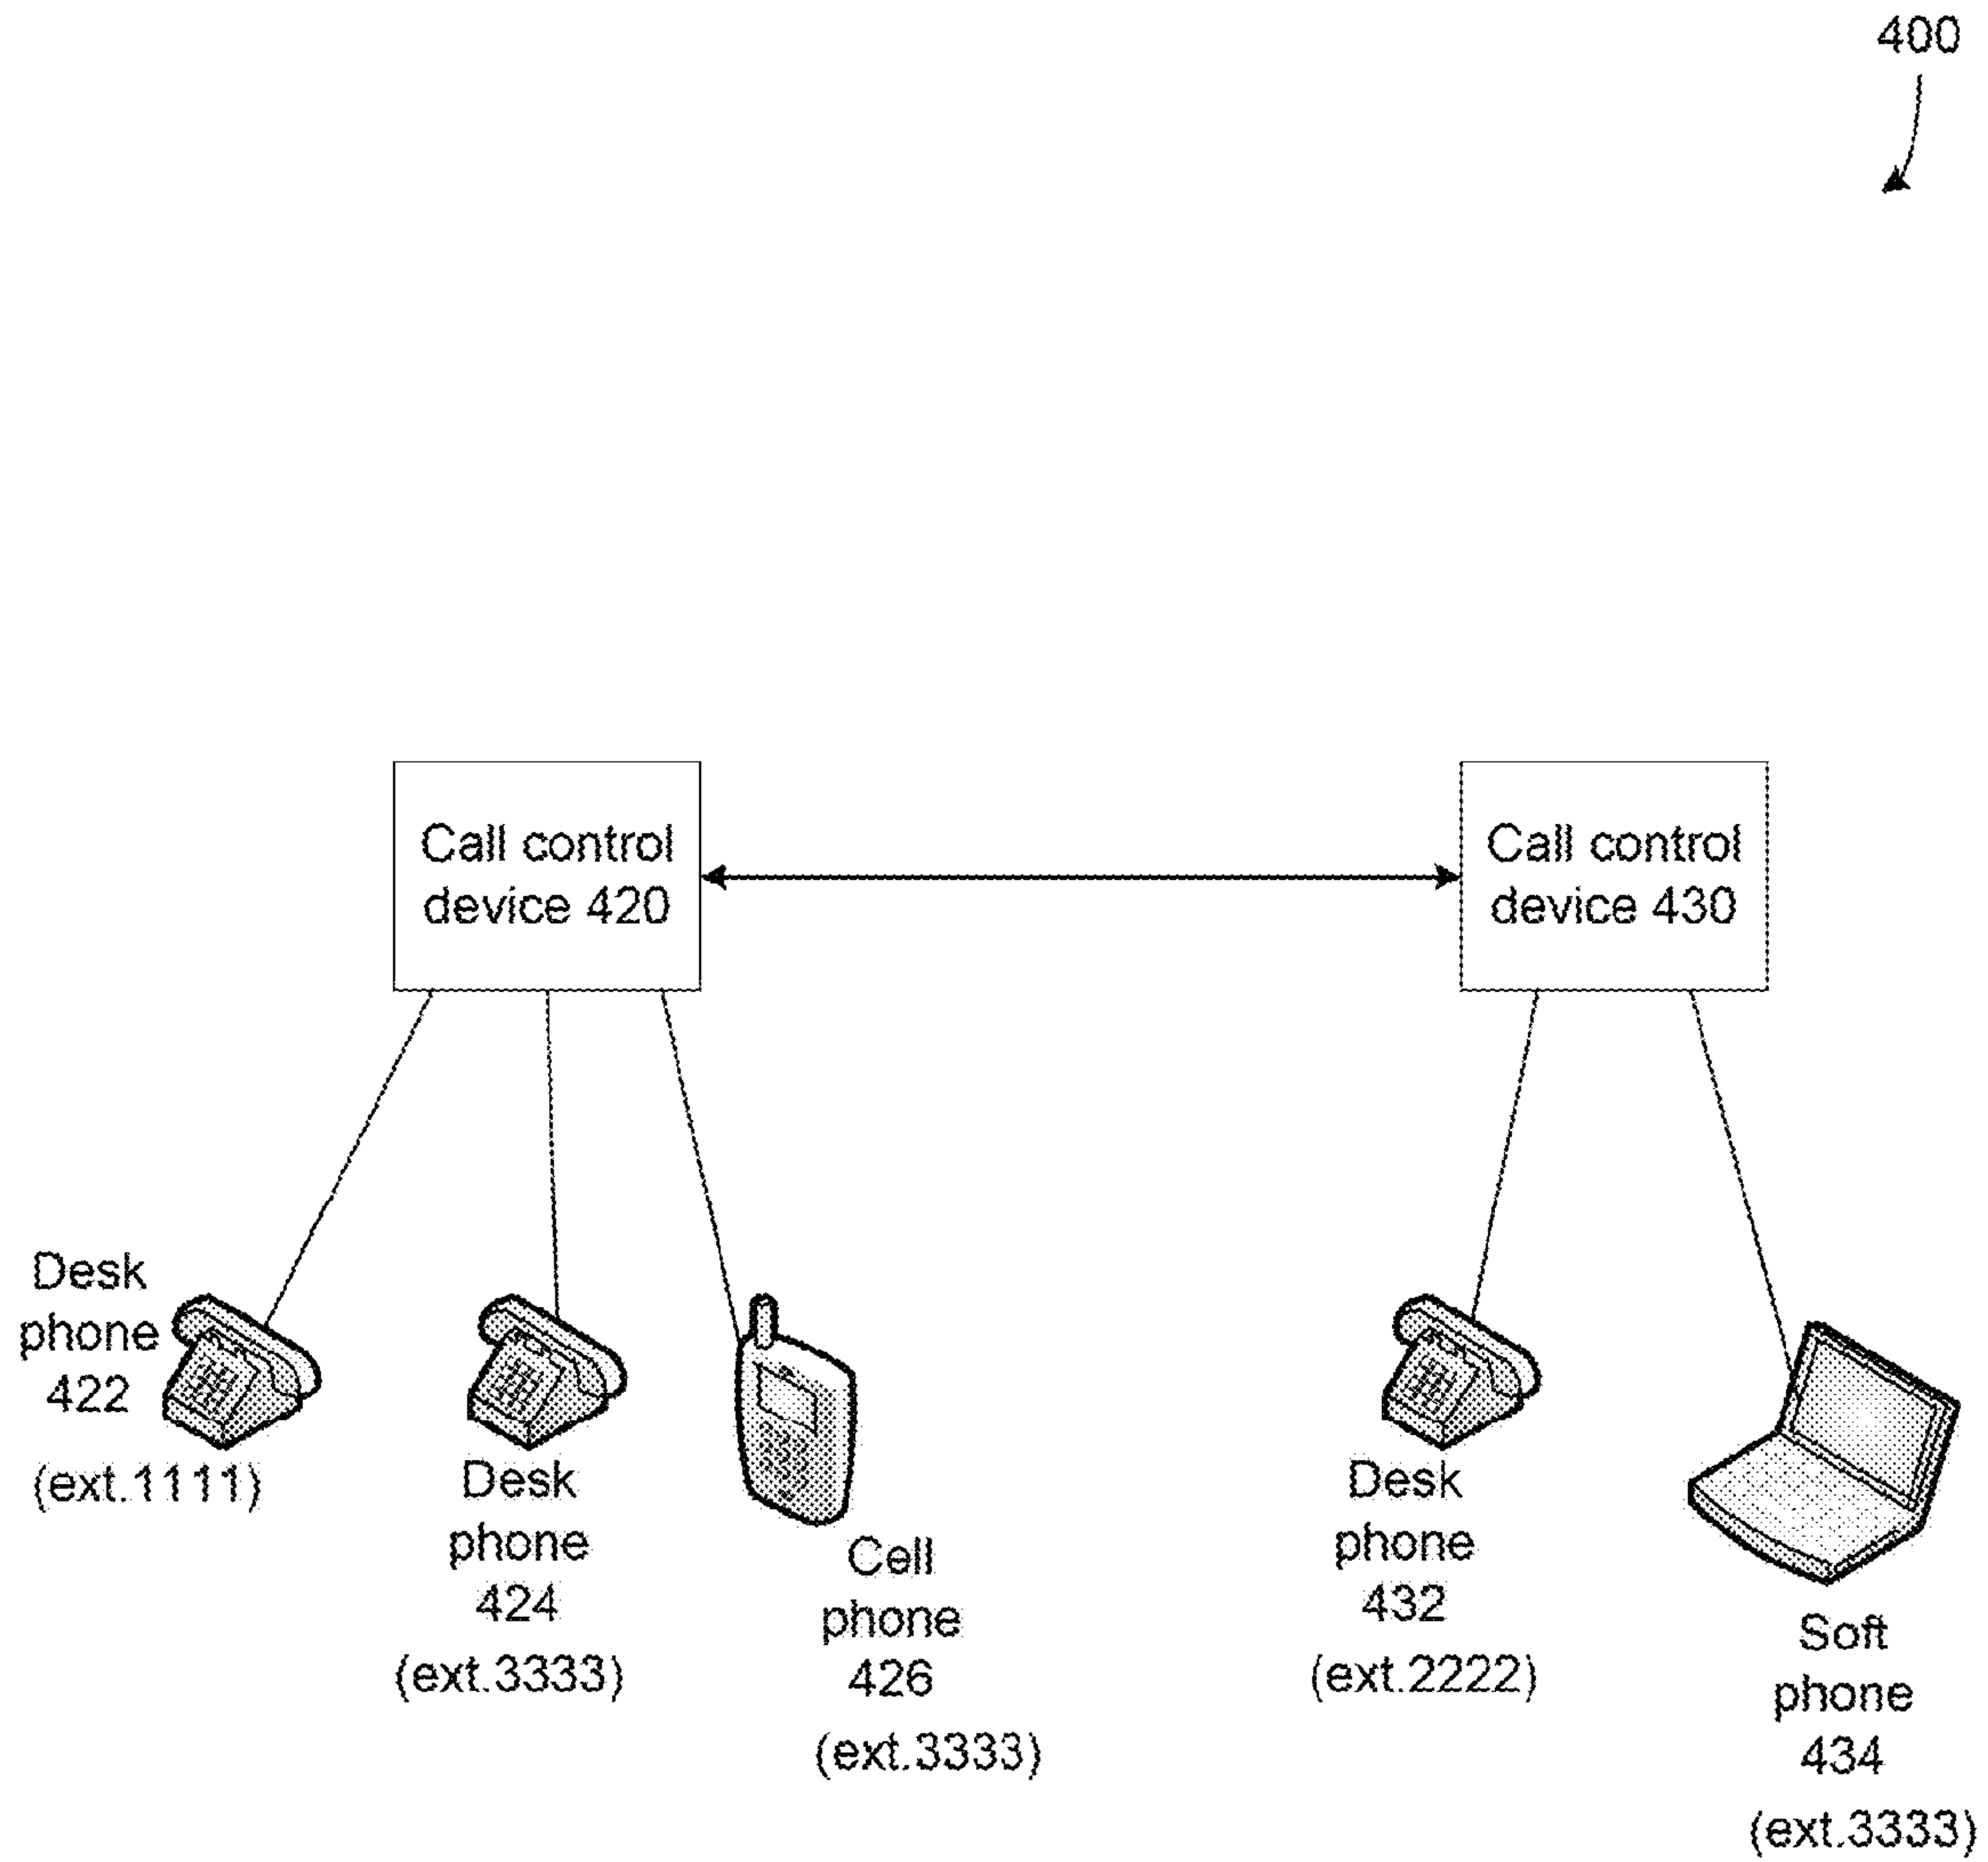 400
Call control
device 420
Call control
device 430
Desk
phone
422
(ext.1111)
Desk
phone
424
(ext.3333)
Cell
phone
426
(ext.3333)
Desk
phone
432
(ext.2222)
Soft
phone
434
(ext.3333)